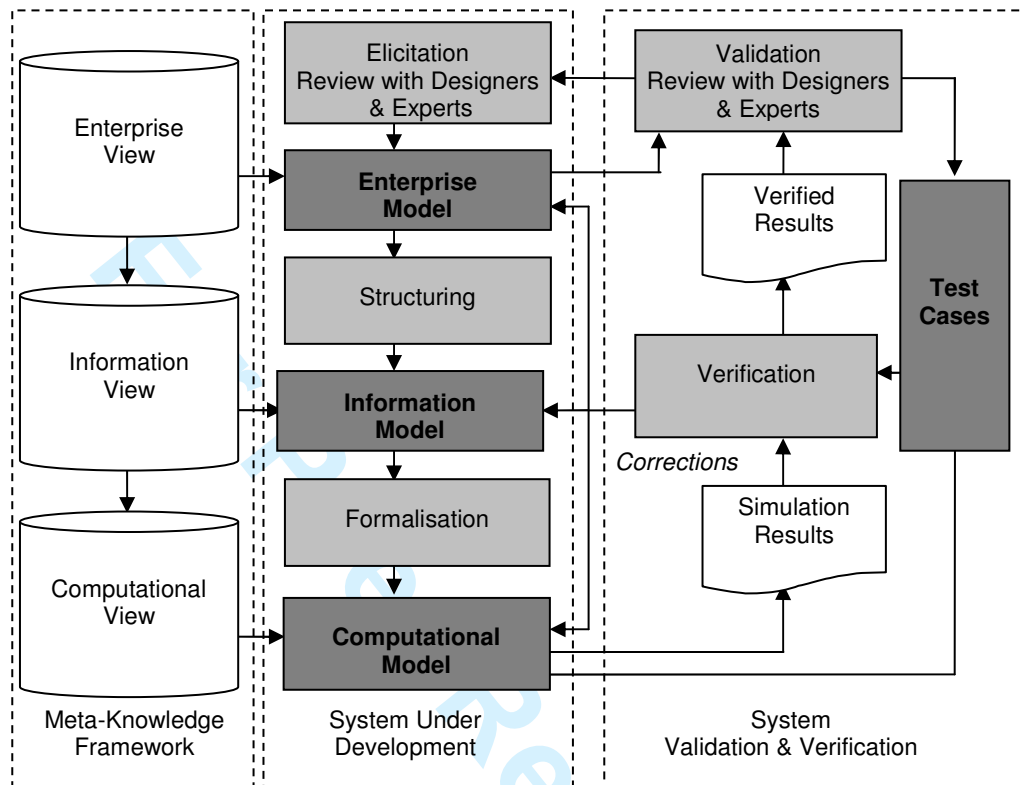 Enterprise
View
Information
View
Computational
View
Meta-Knowledge
Framework
Elicitation
Review with Designers
& Experts
Enterprise
Model
Structuring
Information
Model
Formalisation
Computational
Model
System Under
Development
Validation
Review with Designers
& Experts
Verified
Results
Test
Cases
Verification
Corrections
Simulation
Results
System
Validation & Verification